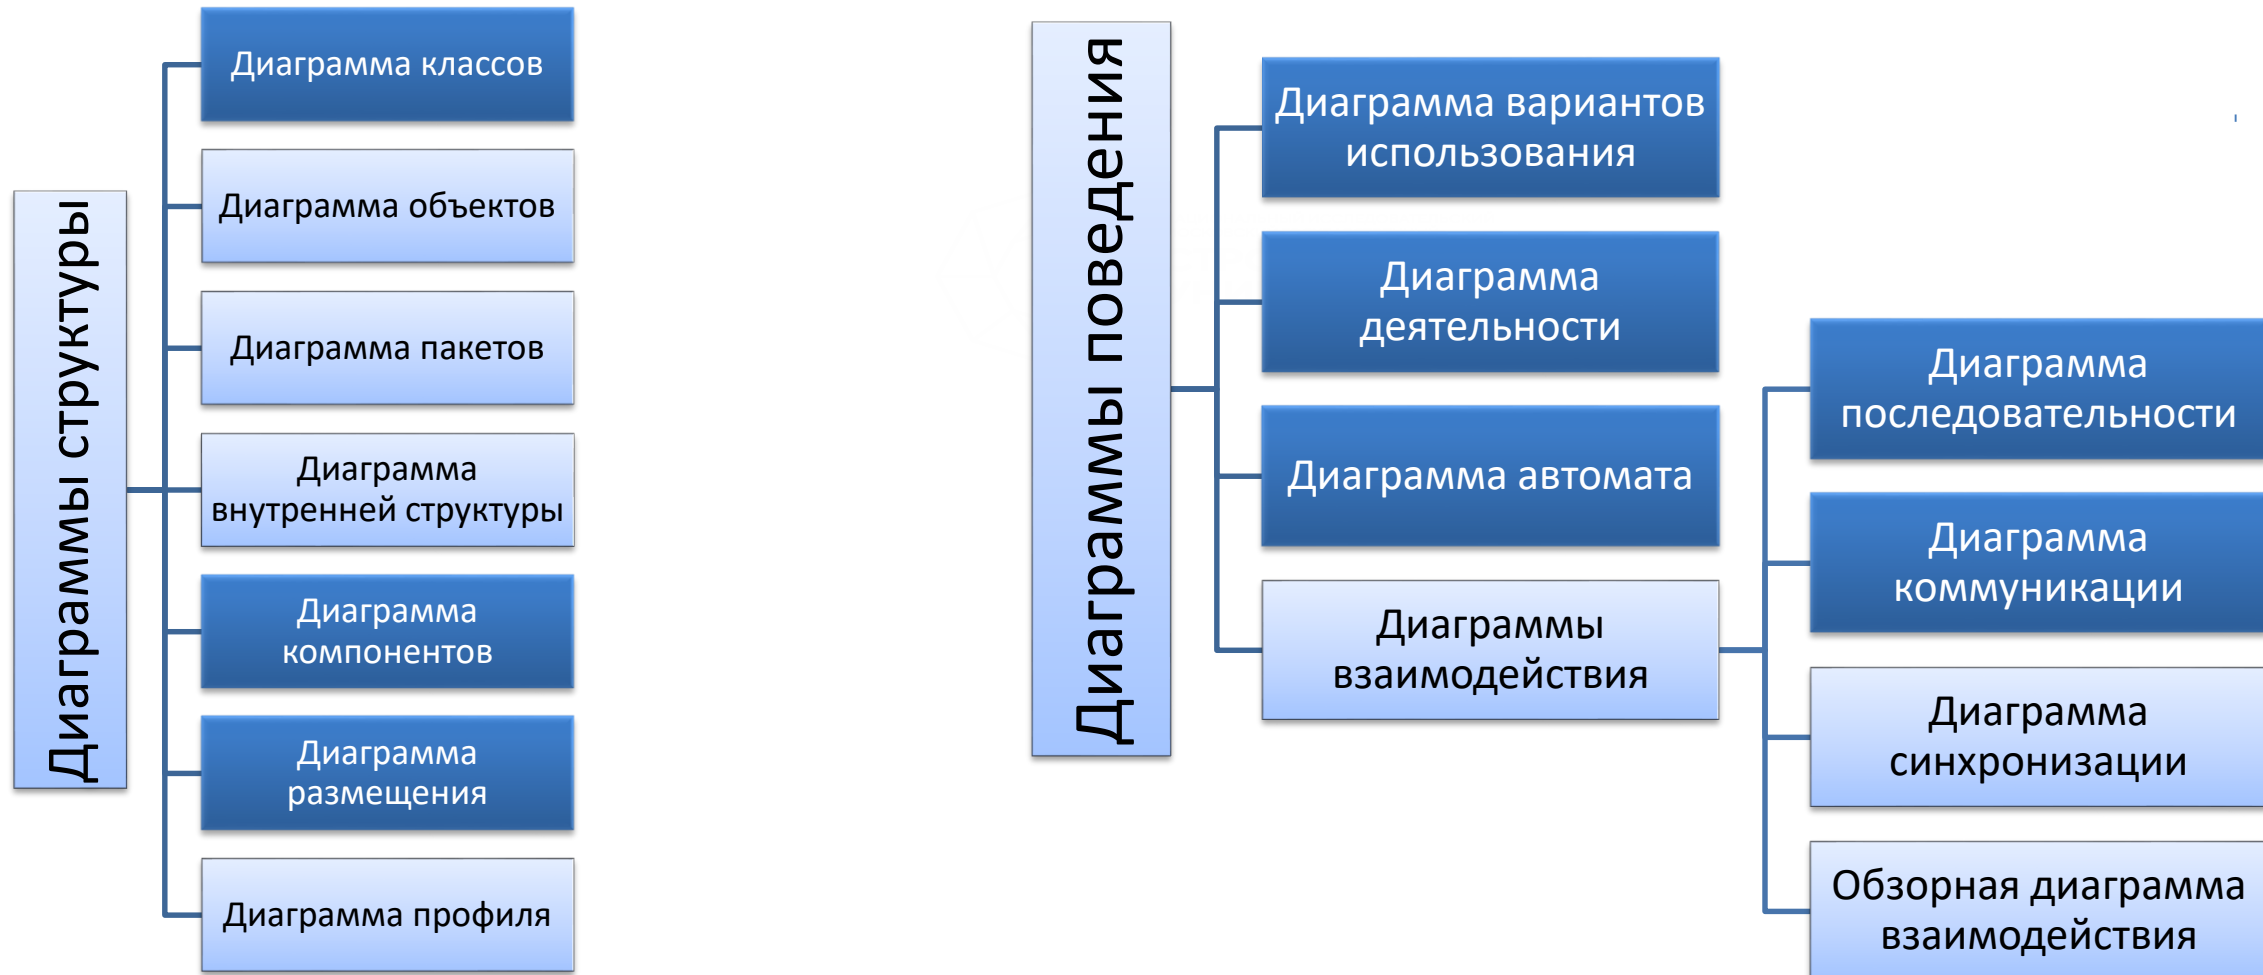 Диаграммы структуры
Диаграмма классов
Диаграмма объектов
Диаграмма пакетов
Диаграмма
внутренней структуры
Диаграмма
компонентов
Диаграмма
размещения
Диаграмма профиля
Диаграммы поведения
Диаграмма вариантов
использования
Диаграмма
деятельности
Диаграмма автомата
Диаграммы
взаимодействия
Диаграмма
последовательности
Диаграмма
коммуникации
Диаграмма
синхронизации
Обзорная диаграмма
взаимодействия